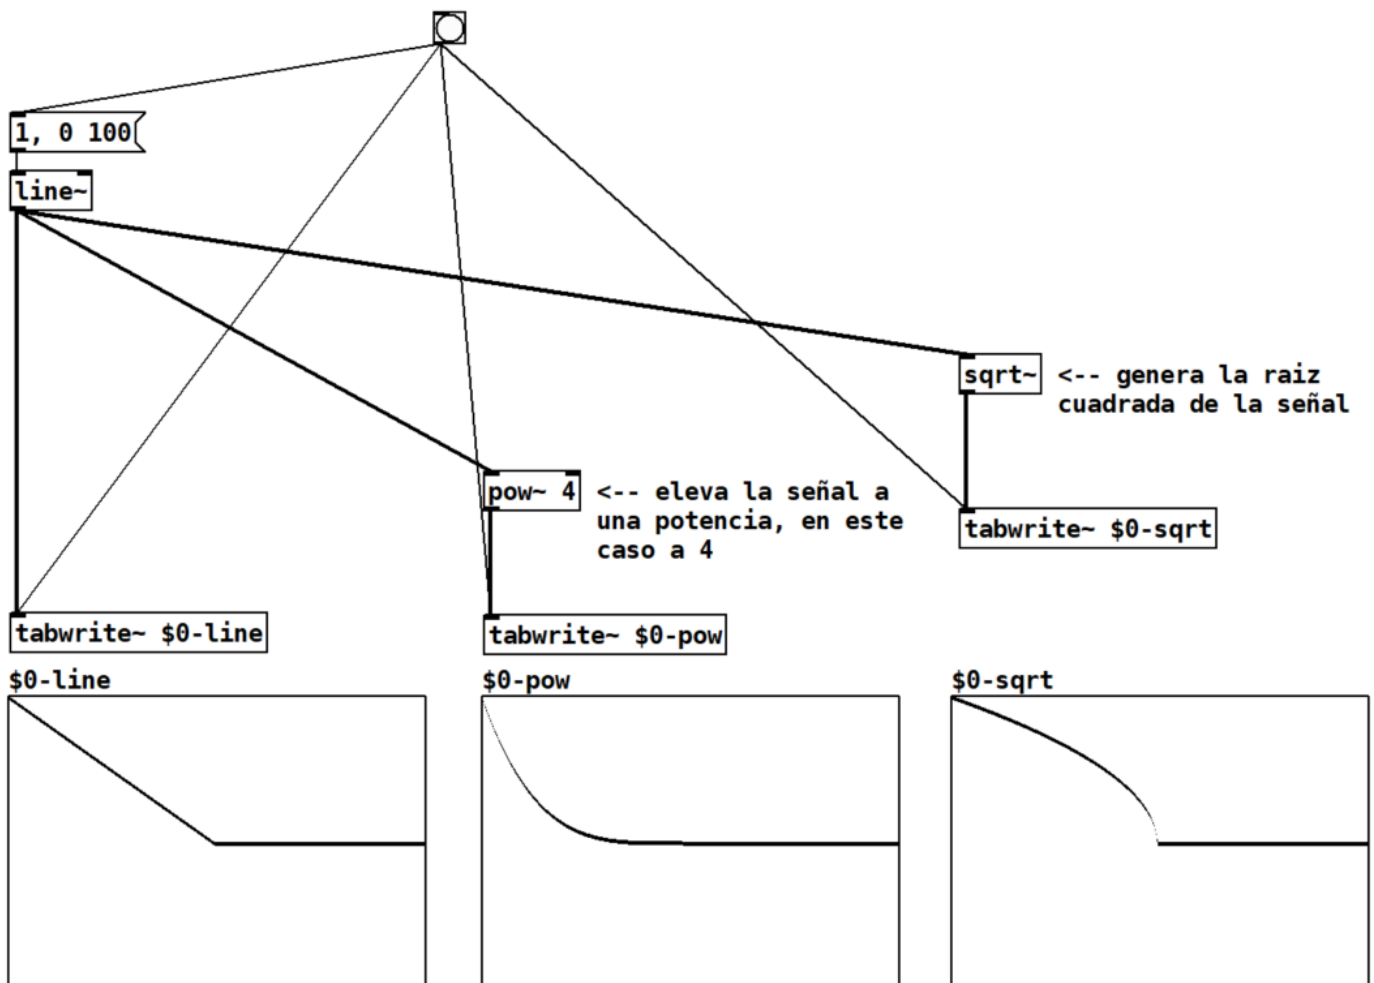 1, 0 100
line~
sqrt~
<-- genera la raiz
cuadrada de la señal
pow~ 4
<-- eleva la señal a
una potencia, en este
caso a 4
tabwrite~ $0-sqrt
tabwrite~ $0-line
tabwrite~ $0-pow
$0-line
$0-pow
$0-sqrt